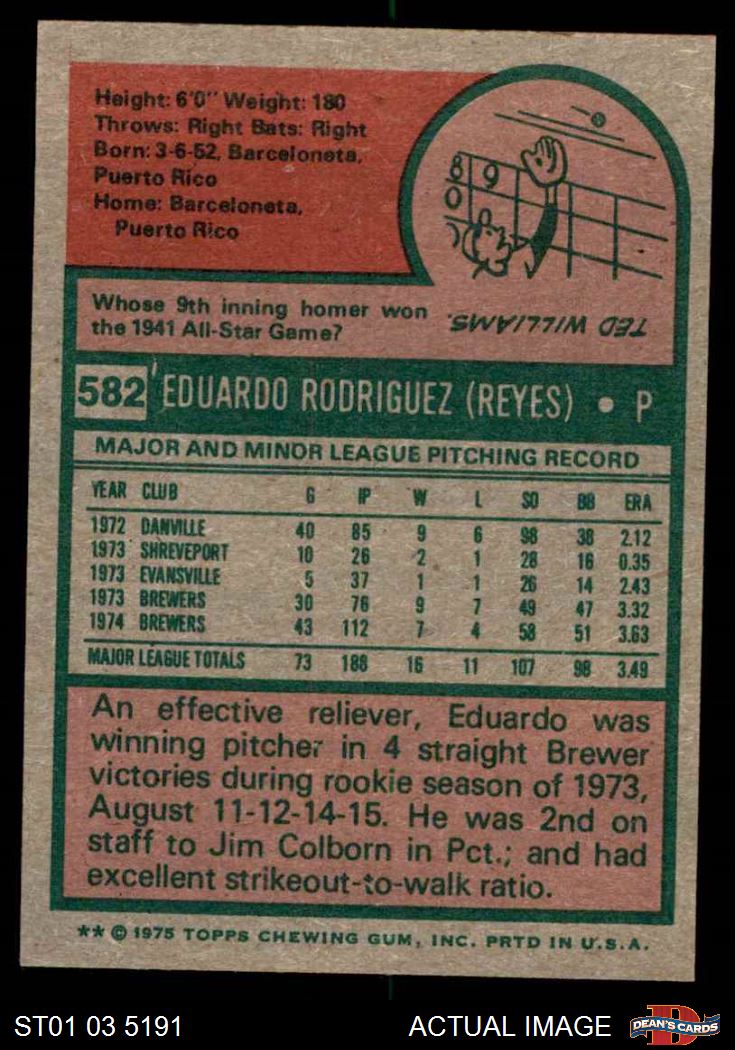 Height: 6'0" Weight: 180
Throws: Right Bats: Right
Born: 3-6-52, Barceloneta,
Puerto Rico
Home: Barceloneta,
Puerto Rico
8 9
0
Whose 9th inning homer won
the 1941 All-Star Game?
TED WILLIAMS.
582 EDUARDO RODRIGUEZ (REYES) • P
MAJOR AND MINOR LEAGUE PITCHING RECORD
YEAR CLUB G IP W L SO BB ERA
1972 DANVILLE 40 85 9 6 98 38 2.12
1973 SHREVEPORT 10 26 2 1 28 16 0.35
1973 EVANSVILLE 5 37 1 1 26 14 2.43
1973 BREWERS 30 76 9 7 49 47 3.32
1974 BREWERS 43 112 7 4 58 51 3.63
MAJOR LEAGUE TOTALS 73 188 16 11 107 98 3.49
An effective reliever, Eduardo was
winning pitcher in 4 straight Brewer
victories during rookie season of 1973,
August 11-12-14-15. He was 2nd on
staff to Jim Colborn in Pct.; and had
excellent strikeout-to-walk ratio.
** © 1975 TOPPS CHEWING GUM, INC. PRTD IN U.S.A.
ST01 03 5191 ACTUAL IMAGE D DEAN'S CARDS